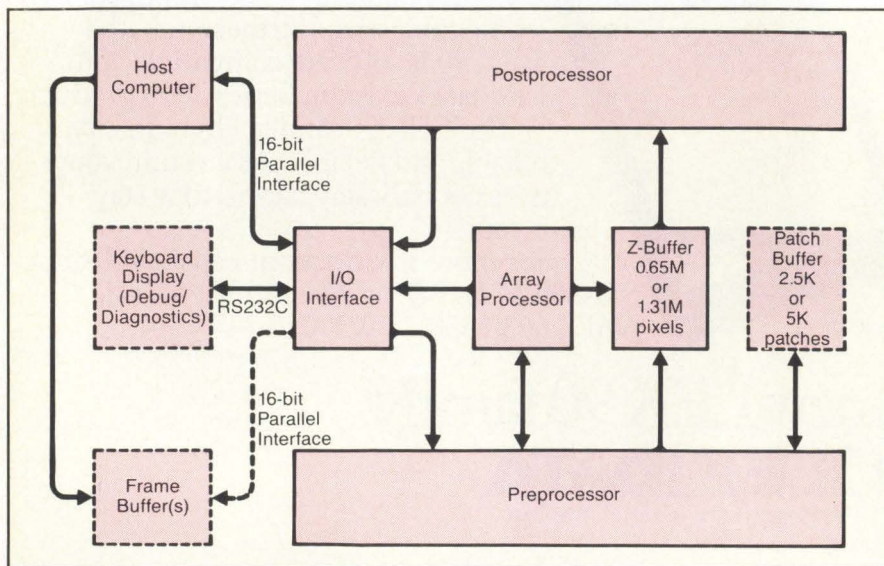 Host
Computer
Postprocessor
16-bit
Parallel
Interface
Keyboard
Display
(Debug/
Diagnostics)
RS232C
I/O
Interface
Array
Processor
Z-Buffer
0.65M
or
1.31M
pixels
Patch
Buffer
2.5K
or
5K
patches
16-bit
Parallel
Interface
Frame
Buffer(s)
Preprocessor